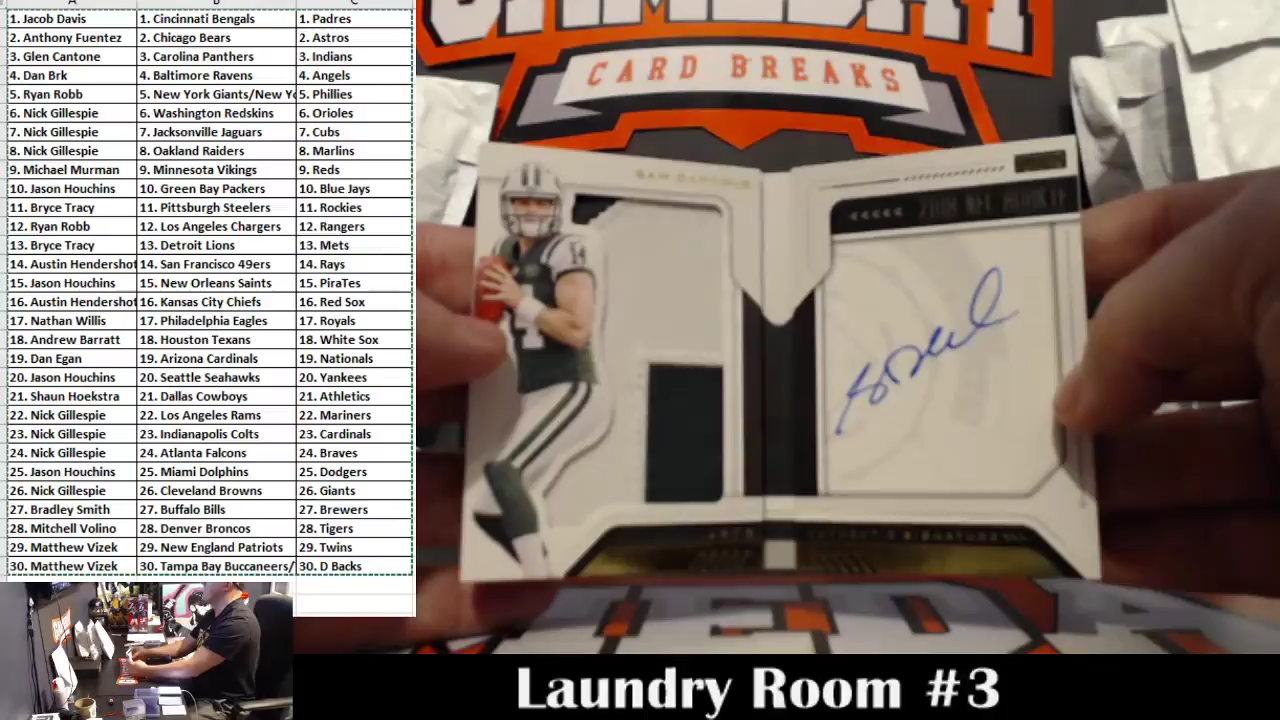 1. Jacob Davis 1. Cincinnati Bengals 1. Padres
2. Anthony Fuentez 2. Chicago Bears 2. Astros
3. Glen Cantone 3. Carolina Panthers 3. Indians
4. Dan Brk 4. Baltimore Ravens 4. Angels
5. Ryan Robb 5. New York Giants/New Yo 5. Phillies
6. Nick Gillespie 6. Washington Redskins 6. Orioles
7. Nick Gillespie 7. Jacksonville Jaguars 7. Cubs
8. Nick Gillespie 8. Oakland Raiders 8. Marlins
9. Michael Murman 9. Minnesota Vikings 9. Reds
10. Jason Houchins 10. Green Bay Packers 10. Blue Jays
11. Bryce Tracy 11. Pittsburgh Steelers 11. Rockies
12. Ryan Robb 12. Los Angeles Chargers 12. Rangers
13. Bryce Tracy 13. Detroit Lions 13. Mets
14. Austin Hendershot 14. San Francisco 49ers 14. Rays
15. Jason Houchins 15. New Orleans Saints 15. PiraTes
16. Austin Hendershot 16. Kansas City Chiefs 16. Red Sox
17. Nathan Willis 17. Philadelphia Eagles 17. Royals
18. Andrew Barratt 18. Houston Texans 18. White Sox
19. Dan Egan 19. Arizona Cardinals 19. Nationals
20. Jason Houchins 20. Seattle Seahawks 20. Yankees
21. Shaun Hoekstra 21. Dallas Cowboys 21. Athletics
22. Nick Gillespie 22. Los Angeles Rams 22. Mariners
23. Nick Gillespie 23. Indianapolis Colts 23. Cardinals
24. Nick Gillespie 24. Atlanta Falcons 24. Braves
25. Jason Houchins 25. Miami Dolphins 25. Dodgers
26. Nick Gillespie 26. Cleveland Browns 26. Giants
27. Bradley Smith 27. Buffalo Bills 27. Brewers
28. Mitchell Volino 28. Denver Broncos 28. Tigers
29. Matthew Vizek 29. New England Patriots 29. Twins
30. Matthew Vizek 30. Tampa Bay Buccaneers/ 30. D Backs
GAMEDAY
CARD BREAKS
SAM DARNOLD
2018 NFL ROOKIE
14
Laundry Room #3